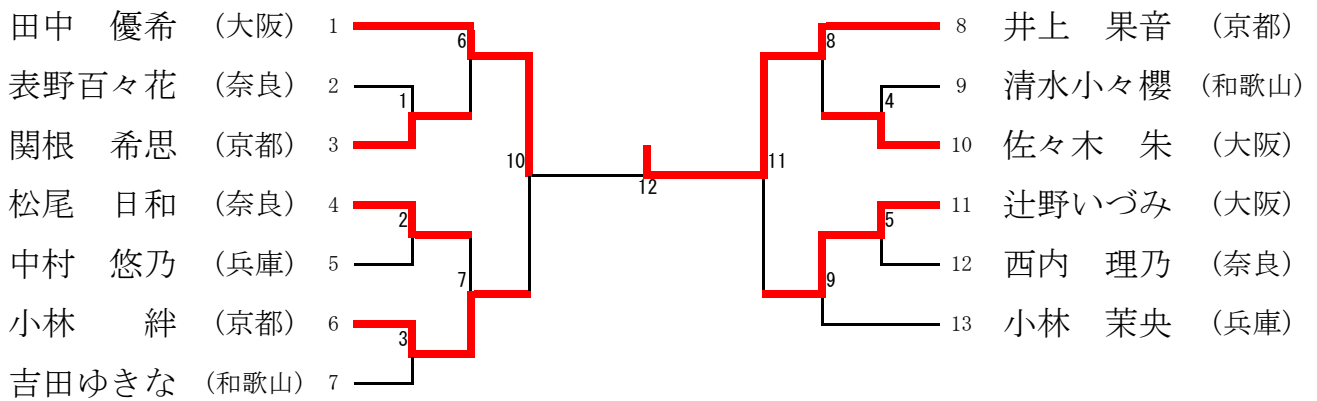 田中　優希 (大阪) 1
表野百々花 (奈良) 2
関根　希思 (京都) 3
松尾　日和 (奈良) 4
中村　悠乃 (兵庫) 5
小林　　絆 (京都) 6
吉田ゆきな (和歌山) 7
6
1
10
2
7
3
12
8
4
11
5
9
8 井上　果音 (京都)
9 清水小々櫻 (和歌山)
10 佐々木　朱 (大阪)
11 辻野いづみ (大阪)
12 西内　理乃 (奈良)
13 小林　茉央 (兵庫)